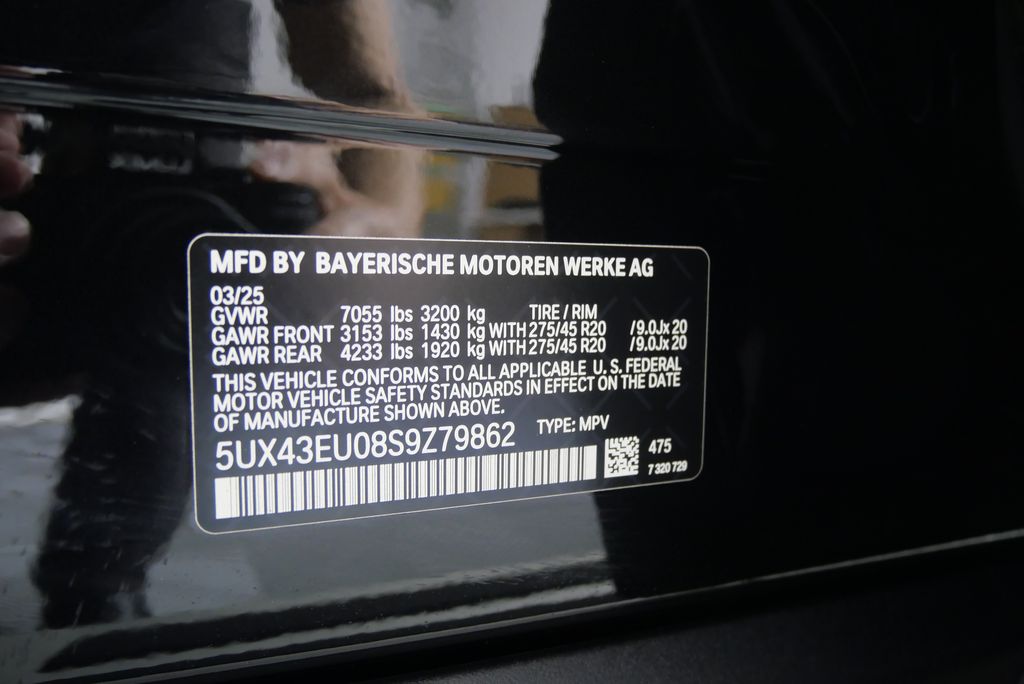 MFD BY BAYERISCHE MOTOREN WERKE AG
03/25
GVWR 7055 lbs 3200 kg TIRE / RIM
GAWR FRONT 3153 lbs 1430 kg WITH 275/45 R20 /9.0Jx 20
GAWR REAR 4233 lbs 1920 kg WITH 275/45 R20 /9.0Jx 20
THIS VEHICLE CONFORMS TO ALL APPLICABLE U.S. FEDERAL
MOTOR VEHICLE SAFETY STANDARDS IN EFFECT ON THE DATE
OF MANUFACTURE SHOWN ABOVE.
5UX43EU08S9Z79862 TYPE: MPV
475
7 320 729